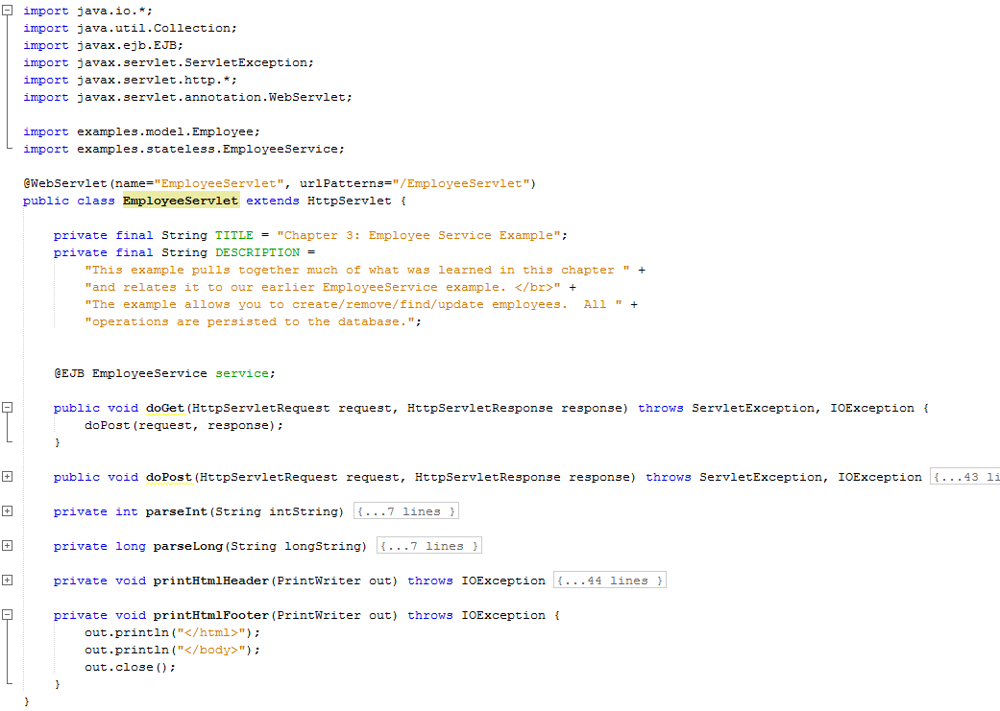 import java.io.*;
import java.util.Collection;
import javax.ejb.EJB;
import javax.servlet.ServletException;
import javax.servlet.http.*;
import javax.servlet.annotation.WebServlet;
import examples.model.Employee;
import examples.stateless.EmployeeService;
@WebServlet(name="EmployeeServlet", urlPatterns="/EmployeeServlet")
public class EmployeeServlet extends HttpServlet {
private final String TITLE = "Chapter 3: Employee Service Example";
private final String DESCRIPTION =
"This example pulls together much of what was learned in this chapter " +
"and relates it to our earlier EmployeeService example. </br>" +
"The example allows you to create/remove/find/update employees.  All " +
"operations are persisted to the database.";
@EJB EmployeeService service;
public void doGet(HttpServletRequest request, HttpServletResponse response) throws ServletException, IOException {
doPost(request, response);
}
public void doPost(HttpServletRequest request, HttpServletResponse response) throws ServletException, IOException {...43 li
private int parseInt(String intString) {...7 lines }
private long parseLong(String longString) {...7 lines }
private void printHtmlHeader(PrintWriter out) throws IOException {...44 lines }
private void printHtmlFooter(PrintWriter out) throws IOException {
out.println("</html>");
out.println("</body>");
out.close();
}
}